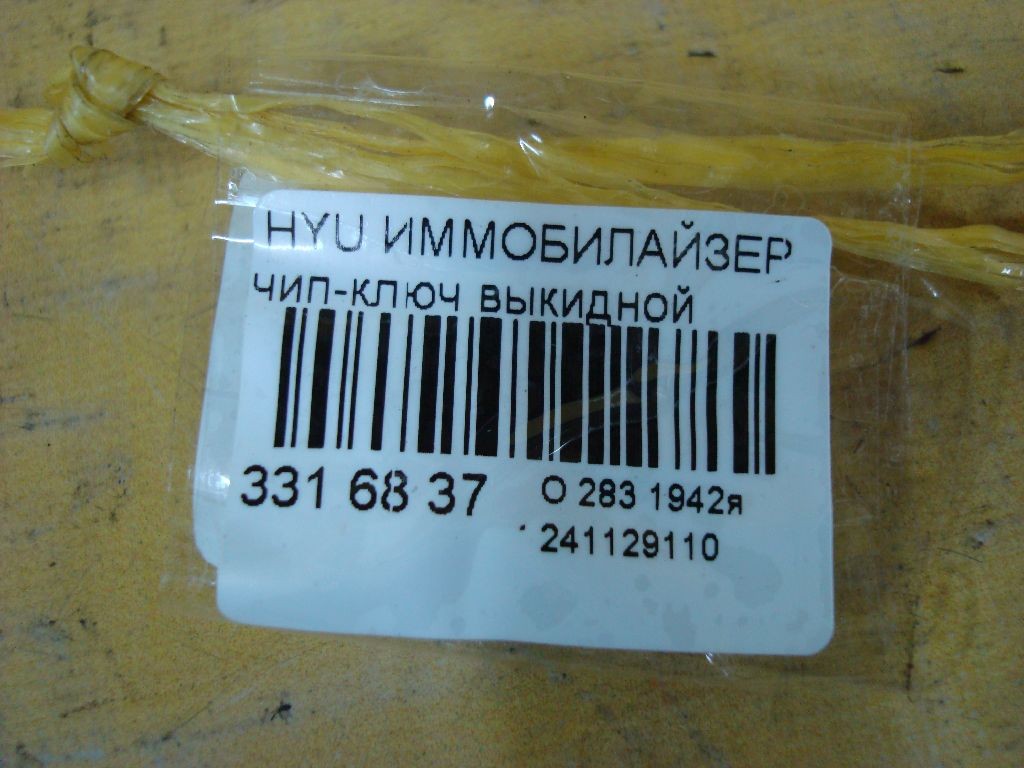 HYU ИММОБИЛАЙЗЕР
ЧИП-КЛЮЧ ВЫКИДНОЙ
331 68 37
О 283 1942я
241129110